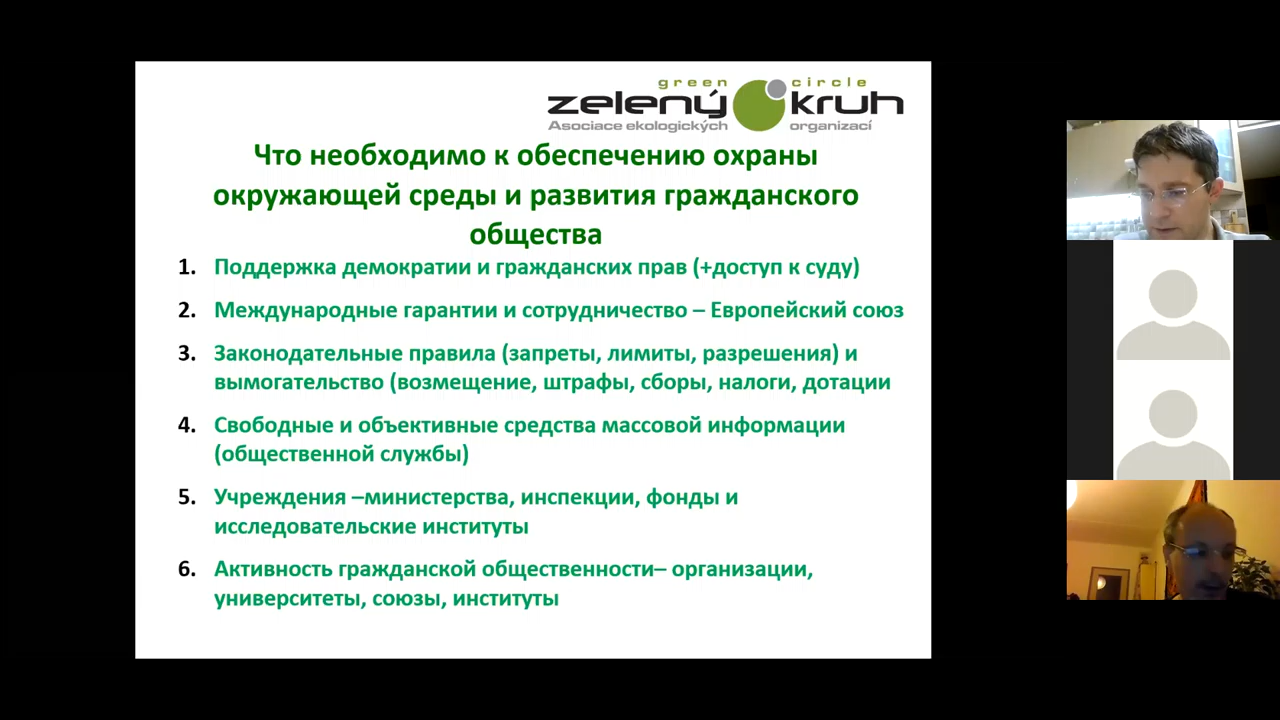 green circle
zelený kruh
Asociace ekologických organizací
Что необходимо к обеспечению охраны
окружающей среды и развития гражданского
общества
1. Поддержка демократии и гражданских прав (+доступ к суду)
2. Международные гарантии и сотрудничество – Европейский союз
3. Законодательные правила (запреты, лимиты, разрешения) и
вымогательство (возмещение, штрафы, сборы, налоги, дотации
4. Свободные и объективные средства массовой информации
(общественной службы)
5. Учреждения –министерства, инспекции, фонды и
исследовательские институты
6. Активность гражданской общественности– организации,
университеты, союзы, институты